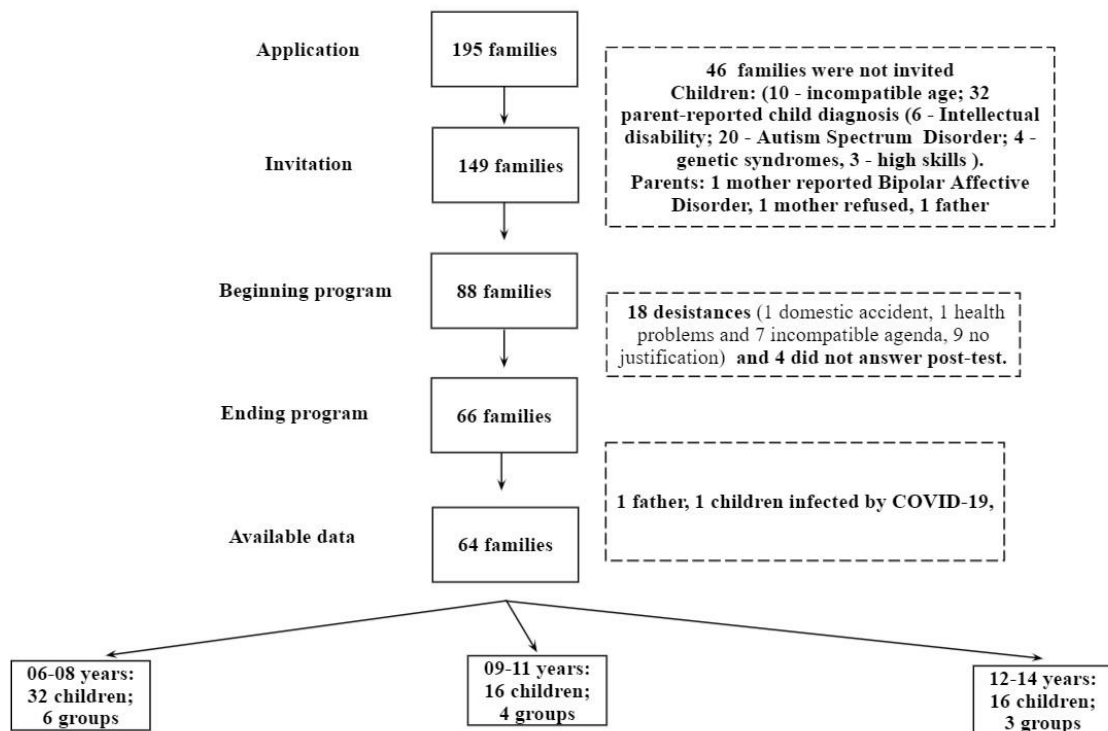 Application
195 families
46 families were not invited
Children: (10 - incompatible age; 32
parent-reported child diagnosis (6 - Intellectual
disability; 20 - Autism Spectrum Disorder; 4 -
genetic syndromes, 3 - high skills ).
Parents: 1 mother reported Bipolar Affective
Disorder, 1 mother refused, 1 father
Invitation
149 families
Beginning program
88 families
18 desistances (1 domestic accident, 1 health
problems and 7 incompatible agenda, 9 no
justification) and 4 did not answer post-test.
Ending program
66 families
1 father, 1 children infected by COVID-19,
Available data
64 families
06-08 years:
32 children;
6 groups
09-11 years:
16 children;
4 groups
12-14 years:
16 children;
3 groups